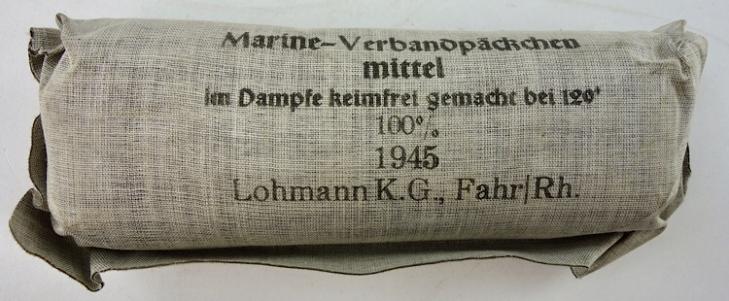 Marine-Verbandpäckchen
mittel
im Dampfe keimfrei gemacht bei 120°
100%
1945
Lohmann K.G., Fahr/Rh.